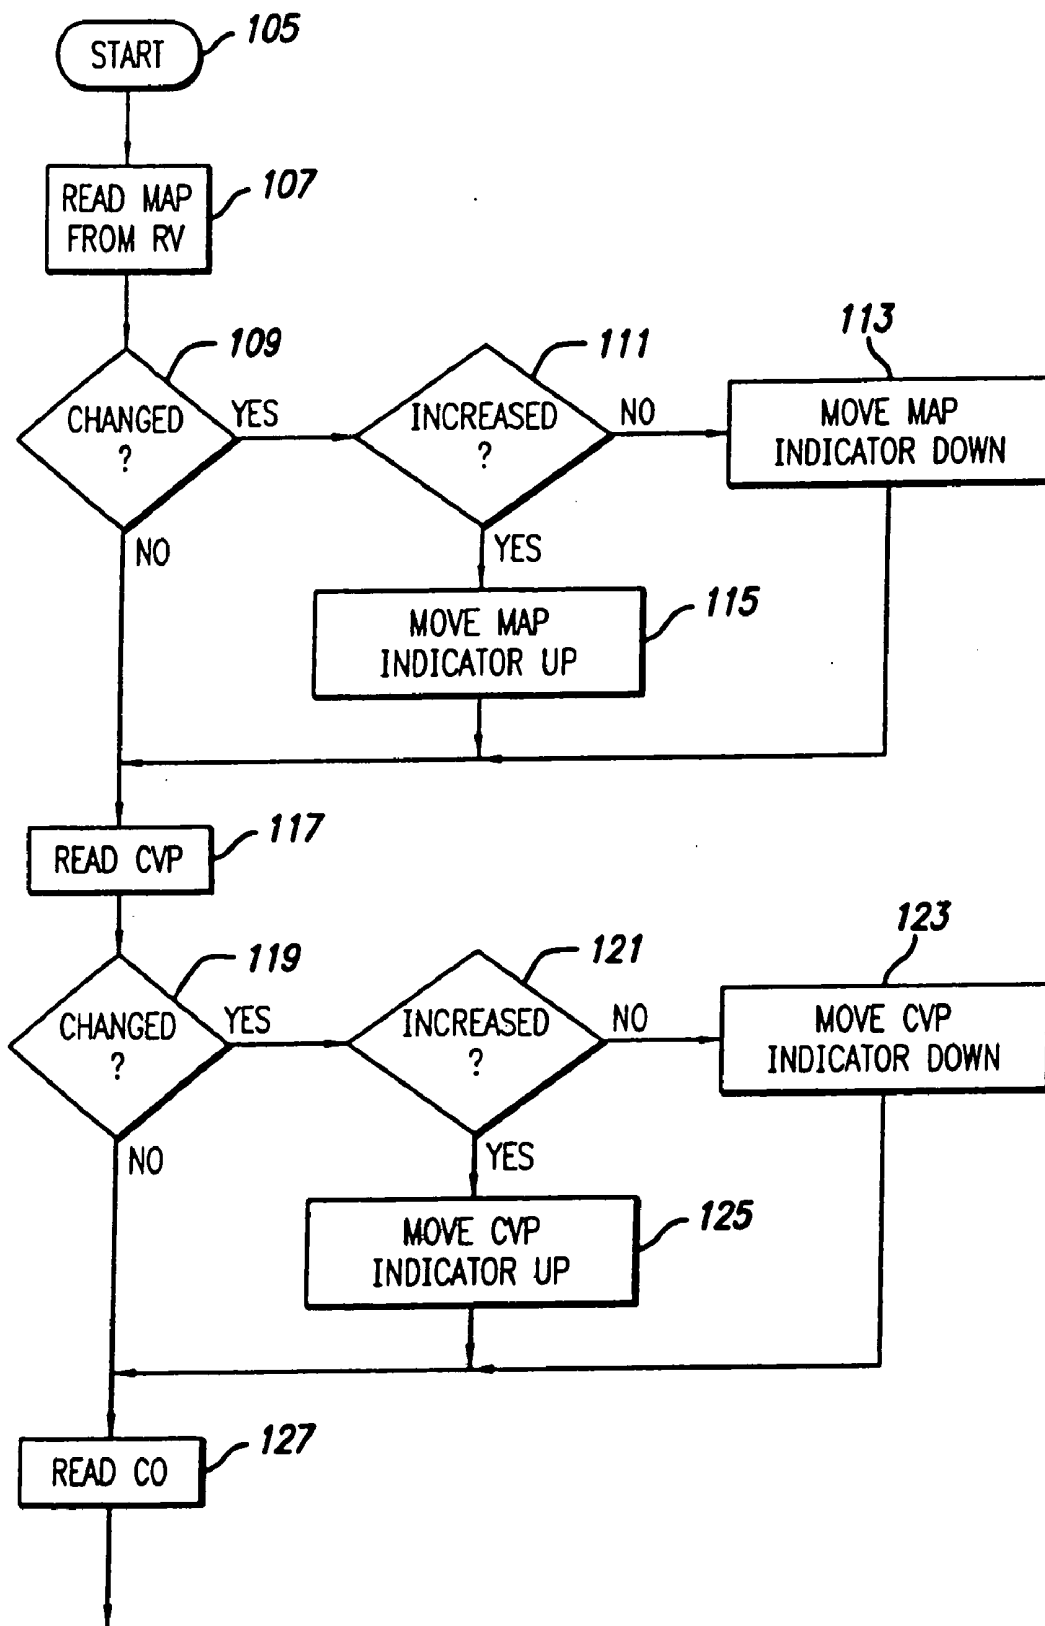 START
105
READ MAP
FROM RV
107
CHANGED
?
109
YES
NO
INCREASED
?
111
NO
YES
113
MOVE MAP
INDICATOR DOWN
MOVE MAP
INDICATOR UP
115
READ CVP
117
CHANGED
?
119
YES
NO
INCREASED
?
121
NO
YES
123
MOVE CVP
INDICATOR DOWN
MOVE CVP
INDICATOR UP
125
READ CO
127